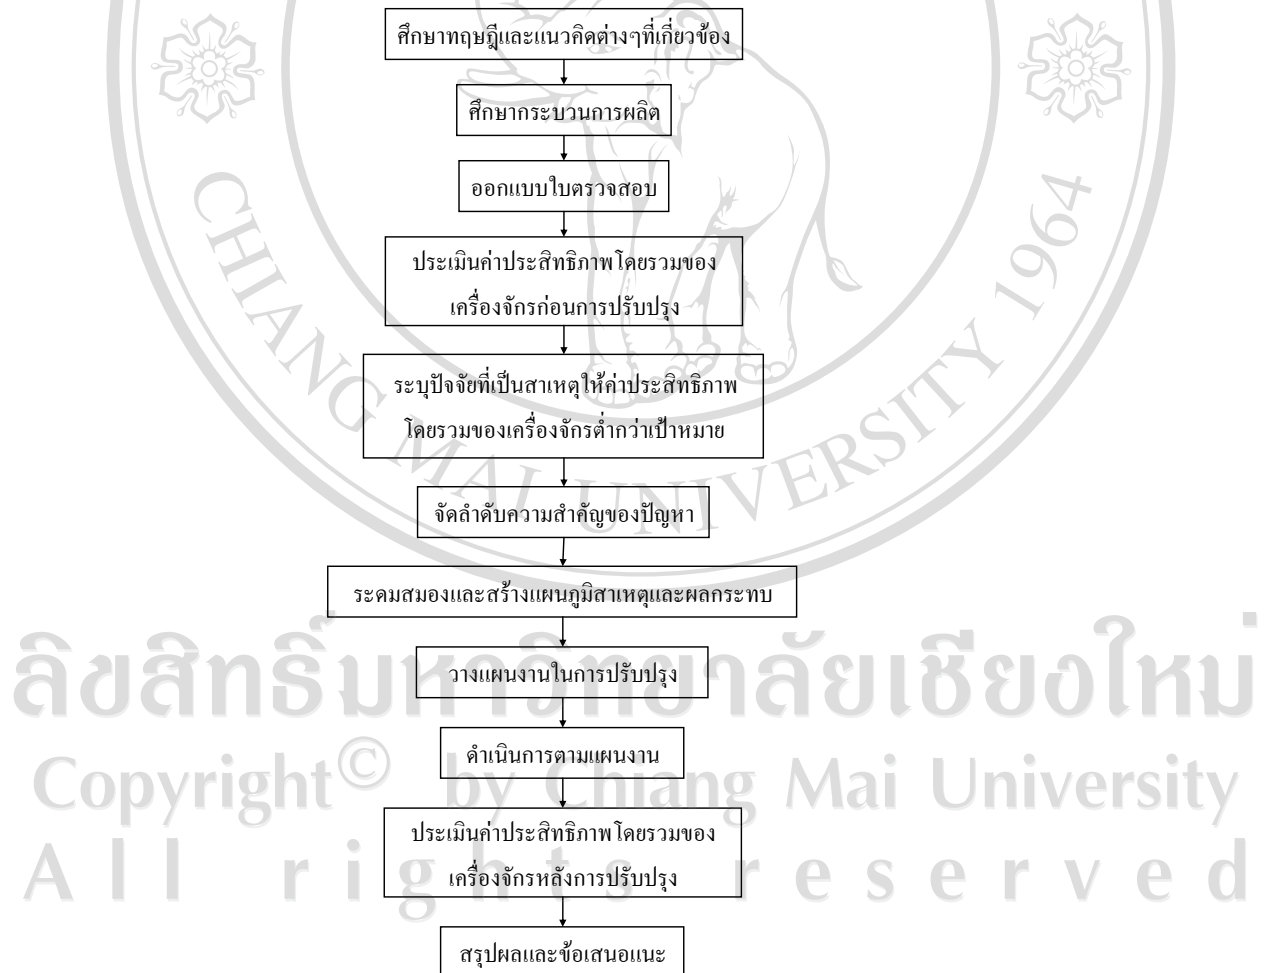 ศึกษาทฤษฎีและแนวคิดต่างๆที่เกี่ยวข้อง
ศึกษากระบวนการผลิต
ออกแบบใบตรวจสอบ
ประเมินค่าประสิทธิภาพโดยรวมของ
เครื่องจักรก่อนการปรับปรุง
ระบุปัจจัยที่เป็นสาเหตุให้ค่าประสิทธิภาพ
โดยรวมของเครื่องจักรต่ำกว่าเป้าหมาย
จัดลำดับความสำคัญของปัญหา
ระดมสมองและสร้างแผนภูมิสาเหตุและผลกระทบ
วางแผนงานในการปรับปรุง
ดำเนินการตามแผนงาน
ประเมินค่าประสิทธิภาพโดยรวมของ
เครื่องจักรหลังการปรับปรุง
สรุปผลและข้อเสนอแนะ
CHIANG MAI UNIVERSITY 1964
ลิขสิทธิ์มหาวิทยาลัยเชียงใหม่
Copyright© by Chiang Mai University
All rights reserved